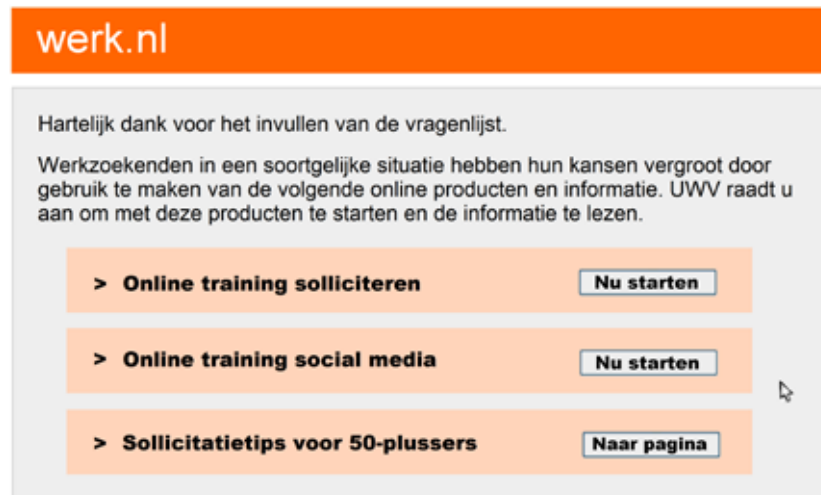 werk.nl
Hartelijk dank voor het invullen van de vragenlijst.
Werkzoekenden in een soortgelijke situatie hebben hun kansen vergroot door
gebruik te maken van de volgende online producten en informatie. UWV raadt u
aan om met deze producten te starten en de informatie te lezen.
> Online training solliciteren Nu starten
> Online training social media Nu starten
> Sollicitatietips voor 50-plussers Naar pagina